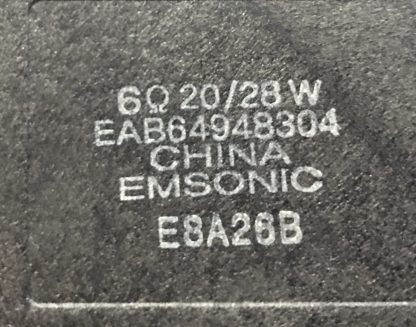 6Ω 20/28 W
EAB64948304
CHINA
EMSONIC
E8A26B